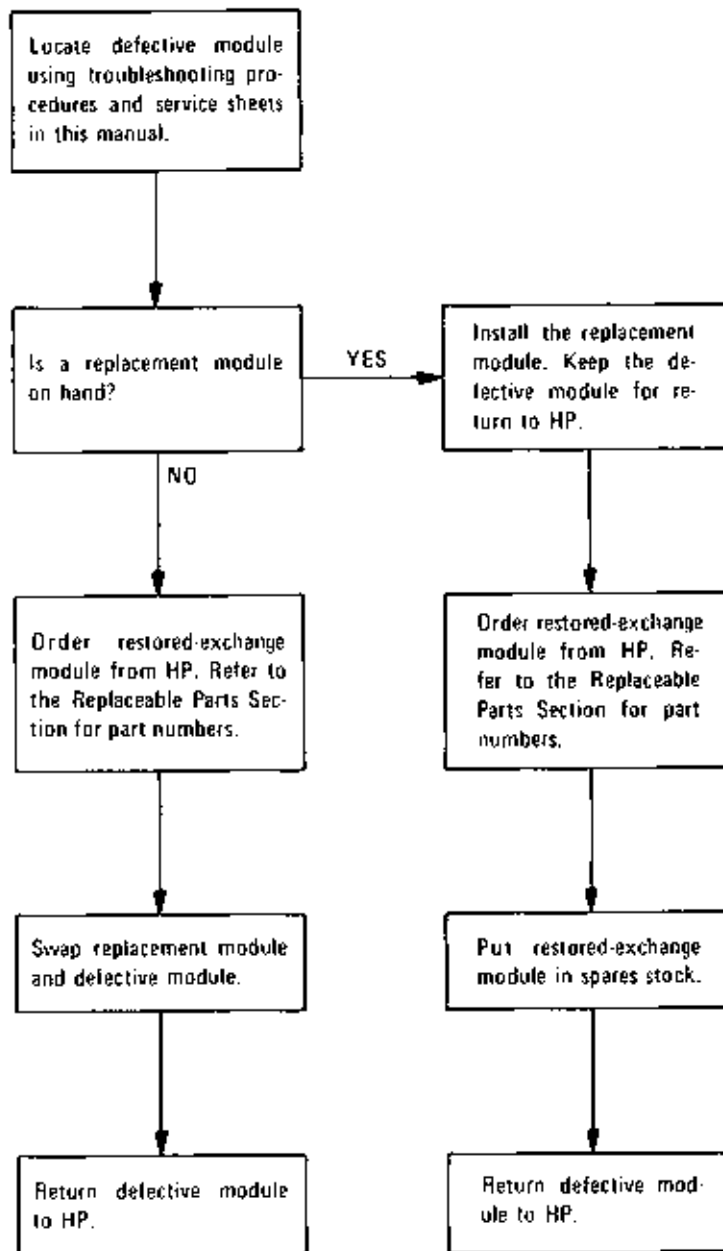 Locate defective module
using troubleshooting pro-
cedures and service sheets
in this manual.
Is a replacement module
on hand?
YES
Install the replacement
module. Keep the de-
fective module for re-
turn to HP.
NO
Order restored-exchange
module from HP. Refer to
the Replaceable Parts Sec-
tion for part numbers.
Order restored-exchange
module from HP. Re-
fer to the Replaceable
Parts Section for part
numbers.
Swap replacement module
and defective module.
Put restored-exchange
module in spares stock.
Return defective module
to HP.
Return defective mod-
ule to HP.